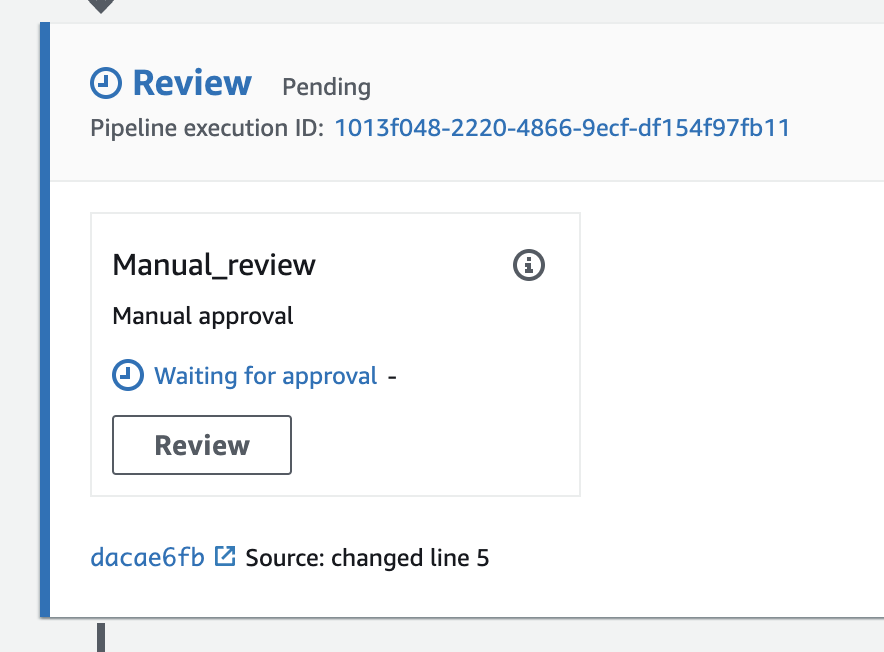 Review Pending
Pipeline execution ID: 1013f048-2220-4866-9ecf-df154f97fb11
Manual_review
Manual approval
Waiting for approval -
Review
dacae6fb Source: changed line 5